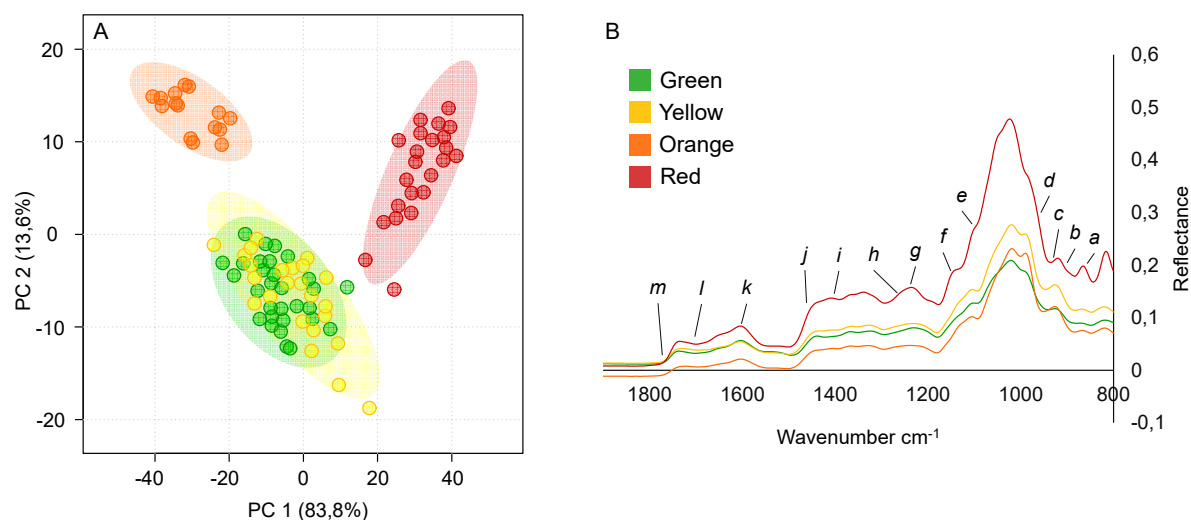 A
20
10
0
-10
-20
PC 2 (13,6%)
-40
-20
0
20
40
PC 1 (83,8%)
B
Green
Yellow
Orange
Red
m
l
k
j
i
h
g
f
e
d
c
b
a
0,6
0,5
0,4
0,3
0,2
0,1
0
-0,1
Reflectance
1800
1600
1400
1200
1000
800
Wavenumber cm-1